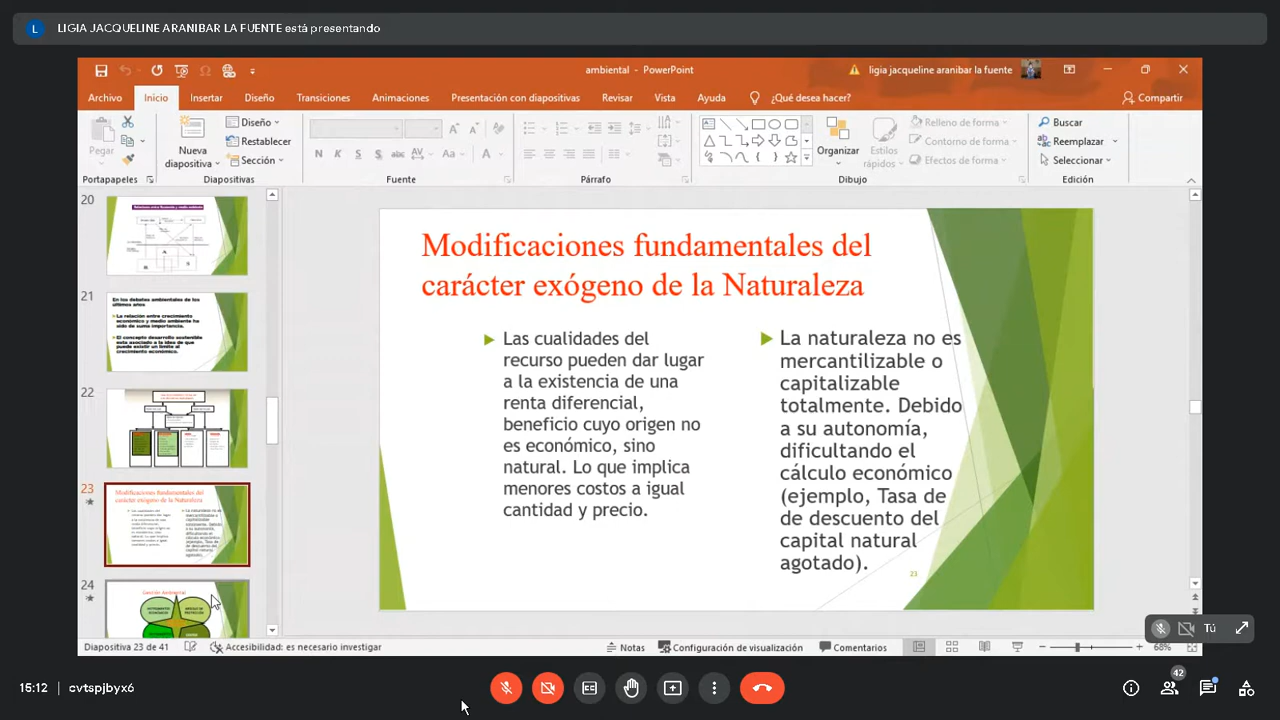 L LIGIA JACQUELINE ARANIBAR LA FUENTE está presentando
ambiental - PowerPoint
ligia jacqueline aranibar la fuente
Archivo Inicio Insertar Diseño Transiciones Animaciones Presentación con diapositivas Revisar Vista Ayuda ¿Qué desea hacer? Compartir
Pegar
Nueva diapositiva
Diseño
Restablecer
Sección
N K S S abc AV Aa A
Organizar
Estilos rápidos
Relleno de forma
Contorno de forma
Efectos de forma
Buscar
Reemplazar
Seleccionar
Portapapeles Diapositivas Fuente Párrafo Dibujo Edición
20
21
En los debates ambientales de los últimos años
La relación entre crecimiento económico y medio ambiente ha sido de suma importancia.
El concepto desarrollo sostenible esta asociado a la idea de que puede existir un límite al crecimiento económico.
22
23
Modificaciones fundamentales del
carácter exógeno de la Naturaleza
24
Gestión Ambiental
Modificaciones fundamentales del
carácter exógeno de la Naturaleza
Las cualidades del
recurso pueden dar lugar
a la existencia de una
renta diferencial,
beneficio cuyo origen no
es económico, sino
natural. Lo que implica
menores costos a igual
cantidad y precio.
La naturaleza no es
mercantilizable o
capitalizable
totalmente. Debido
a su autonomía,
dificultando el
cálculo económico
(ejemplo, Tasa de
de descuento del
capital natural
agotado).
23
Tú
Diapositiva 23 de 41 Accesibilidad: es necesario investigar Notas Configuración de visualización Comentarios 68%
15:12 | cvtspjbyx6
42